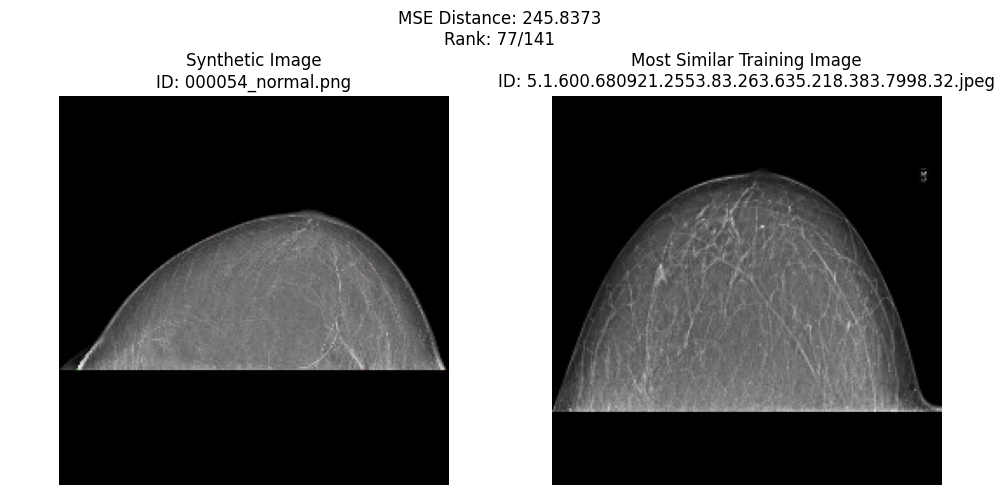 MSE Distance: 245.8373
Rank: 77/141
Synthetic Image
ID: 000054_normal.png
Most Similar Training Image
ID: 5.1.600.680921.2553.83.263.635.218.383.7998.32.jpeg